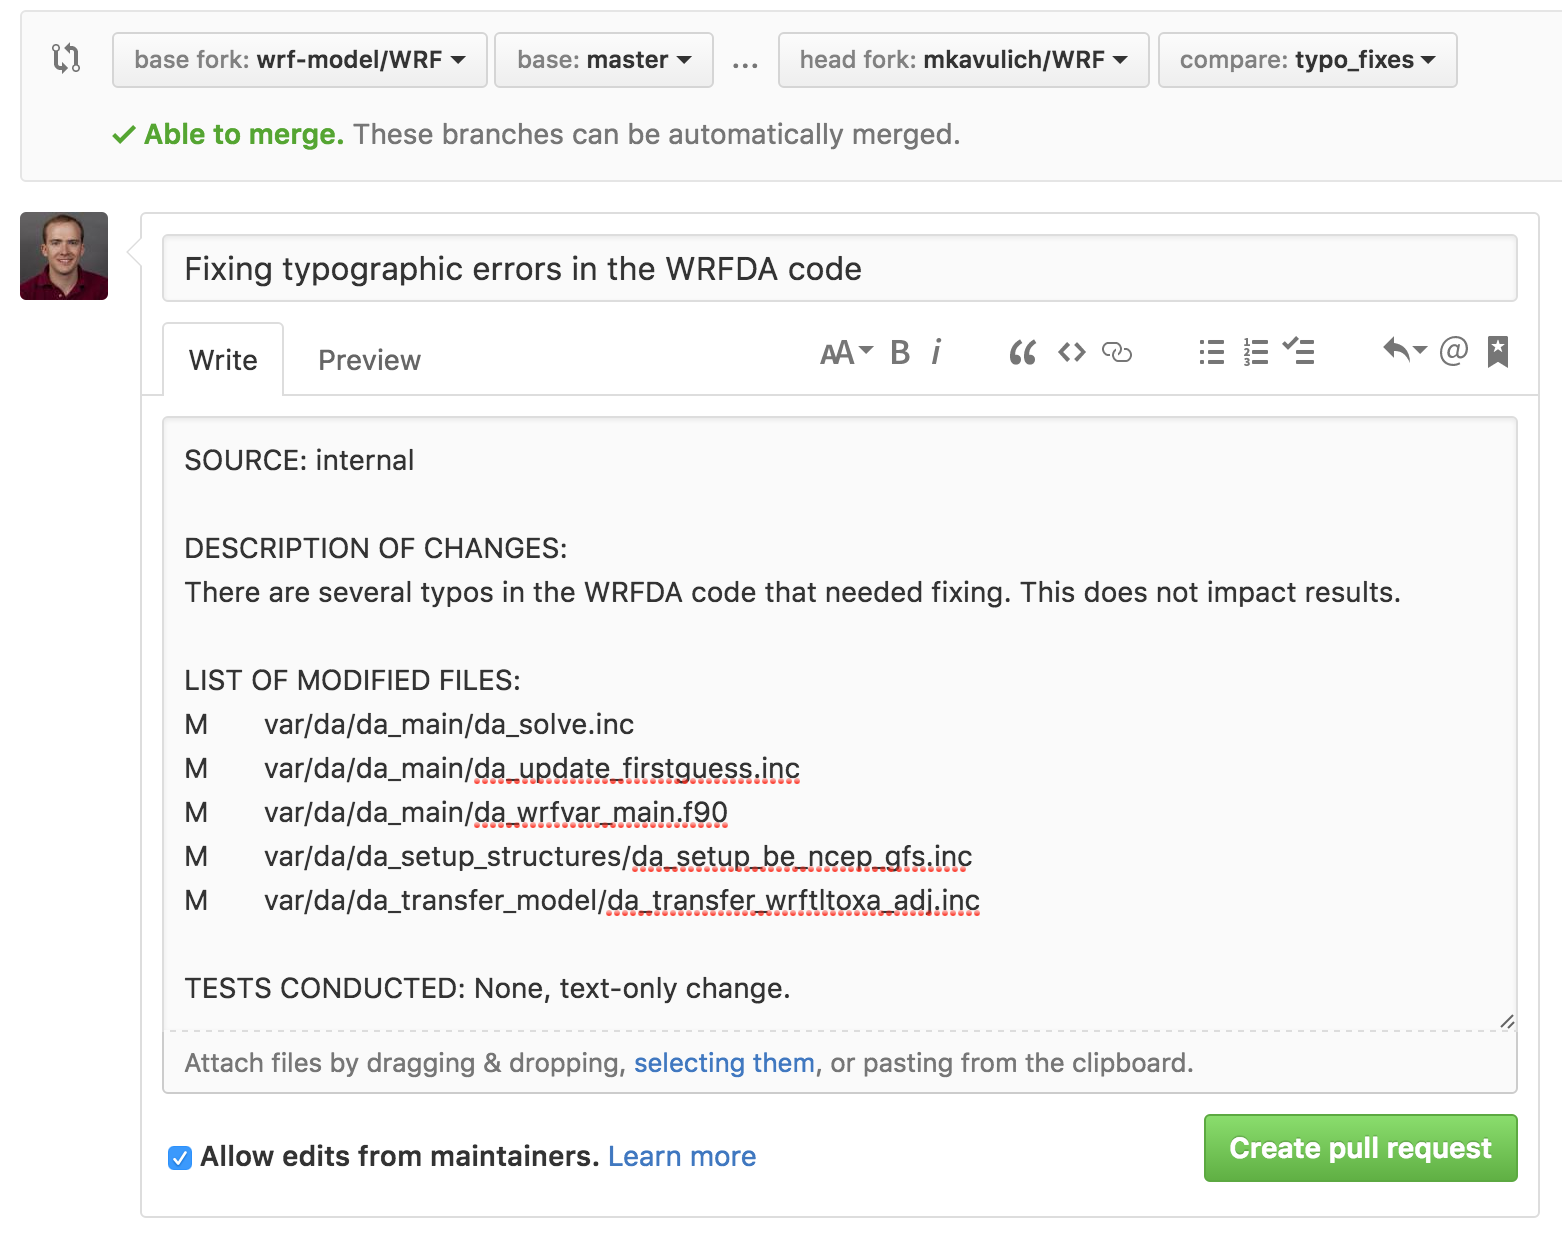 base fork: wrf-model/WRF base: master ... head fork: mkavulich/WRF compare: typo_fixes
Able to merge. These branches can be automatically merged.
Fixing typographic errors in the WRFDA code
Write Preview AA B i “ <> 1 2 3 @
SOURCE: internal
DESCRIPTION OF CHANGES:
There are several typos in the WRFDA code that needed fixing. This does not impact results.
LIST OF MODIFIED FILES:
M var/da/da_main/da_solve.inc
M var/da/da_main/da_update_firstguess.inc
M var/da/da_main/da_wrfvar_main.f90
M var/da/da_setup_structures/da_setup_be_ncep_gfs.inc
M var/da/da_transfer_model/da_transfer_wrftltoxa_adj.inc
TESTS CONDUCTED: None, text-only change.
Attach files by dragging & dropping, selecting them, or pasting from the clipboard.
Allow edits from maintainers. Learn more
Create pull request